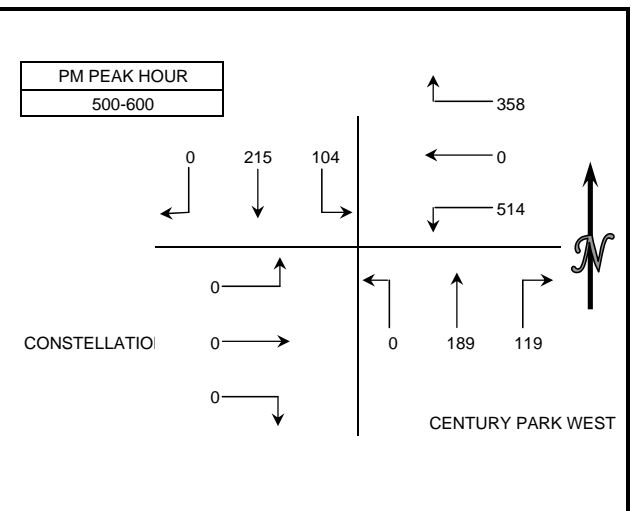 PM PEAK HOUR
500-600
358
0 215 104
0
514
0
0
0 189 119
CONSTELLATIO
0
CENTURY PARK WEST
N